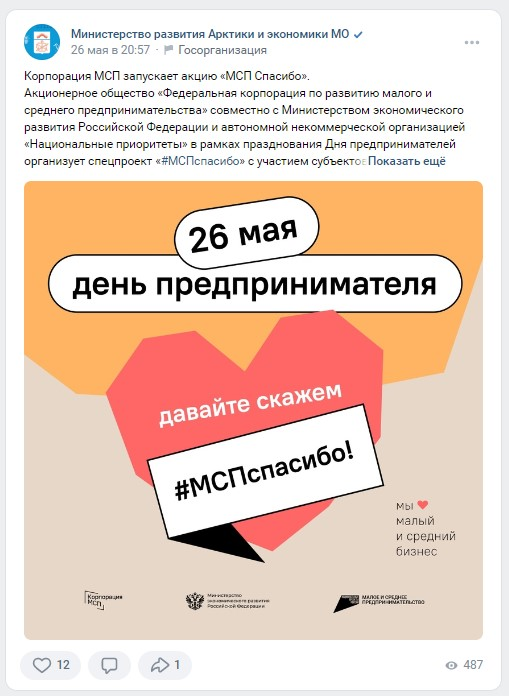 Министерство развития Арктики и экономики МО
26 мая в 20:57 · Госорганизация
Корпорация МСП запускает акцию «МСП Спасибо».
Акционерное общество «Федеральная корпорация по развитию малого и
среднего предпринимательства» совместно с Министерством экономического
развития Российской Федерации и автономной некоммерческой организацией
«Национальные приоритеты» в рамках празднования Дня предпринимателей
организует спецпроект «#МСПспасибо» с участием субъектов Показать ещё
26 мая
день предпринимателя
давайте скажем
#МСПспасибо!
мы ❤
малый
и средний
бизнес
Корпорация
МСП
Министерство
экономического развития
Российской Федерации
МАЛОЕ И СРЕДНЕЕ
ПРЕДПРИНИМАТЕЛЬСТВО
12
1
487